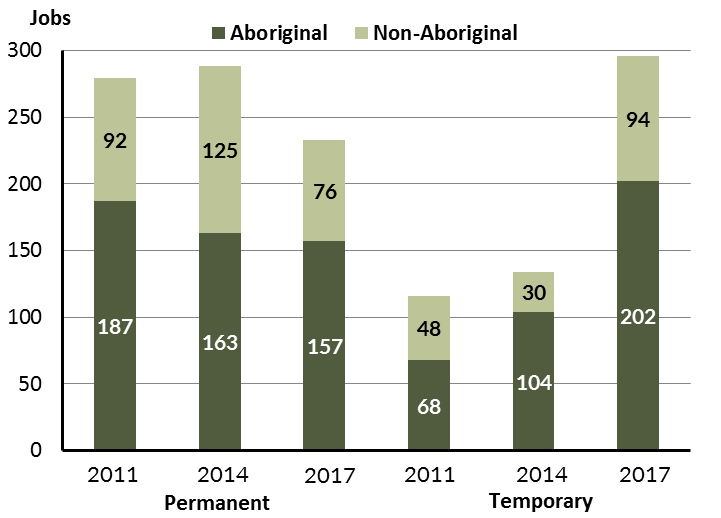 Jobs
Aboriginal Non-Aboriginal
300
250
200
150
100
50
0
92 125 76 48 30 94
187 163 157 68 104 202
2011 2014 2017 2011 2014 2017
Permanent Temporary